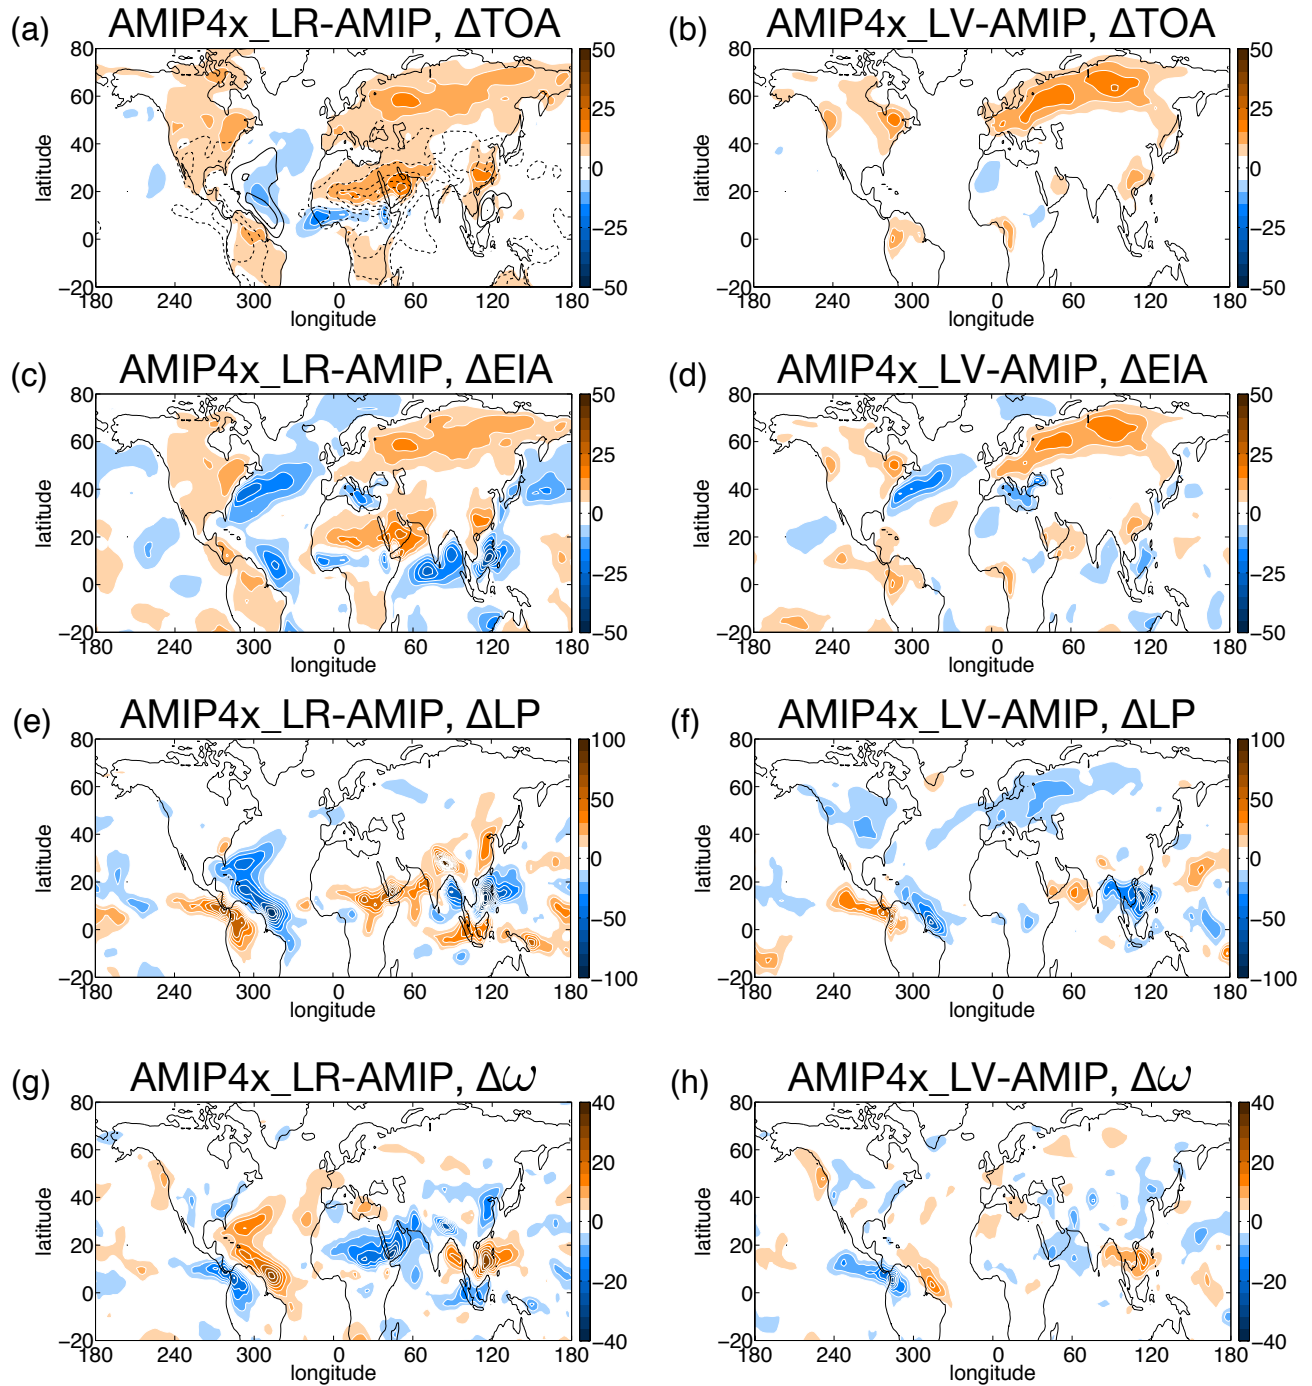 (a) AMIP4x_LR-AMIP, ΔTOA
80
60
40
20
0
−20
latitude
180 240 300 0 60 120 180
longitude
50
25
0
−25
−50
(b) AMIP4x_LV-AMIP, ΔTOA
80
60
40
20
0
−20
latitude
180 240 300 0 60 120 180
longitude
50
25
0
−25
−50
(c) AMIP4x_LR-AMIP, ΔEIA
80
60
40
20
0
−20
latitude
180 240 300 0 60 120 180
longitude
50
25
0
−25
−50
(d) AMIP4x_LV-AMIP, ΔEIA
80
60
40
20
0
−20
latitude
180 240 300 0 60 120 180
longitude
50
25
0
−25
−50
(e) AMIP4x_LR-AMIP, ΔLP
80
60
40
20
0
−20
latitude
180 240 300 0 60 120 180
longitude
100
50
0
−50
−100
(f) AMIP4x_LV-AMIP, ΔLP
80
60
40
20
0
−20
latitude
180 240 300 0 60 120 180
longitude
100
50
0
−50
−100
(g) AMIP4x_LR-AMIP, Δω
80
60
40
20
0
−20
latitude
180 240 300 0 60 120 180
longitude
40
20
0
−20
−40
(h) AMIP4x_LV-AMIP, Δω
80
60
40
20
0
−20
latitude
180 240 300 0 60 120 180
longitude
40
20
0
−20
−40